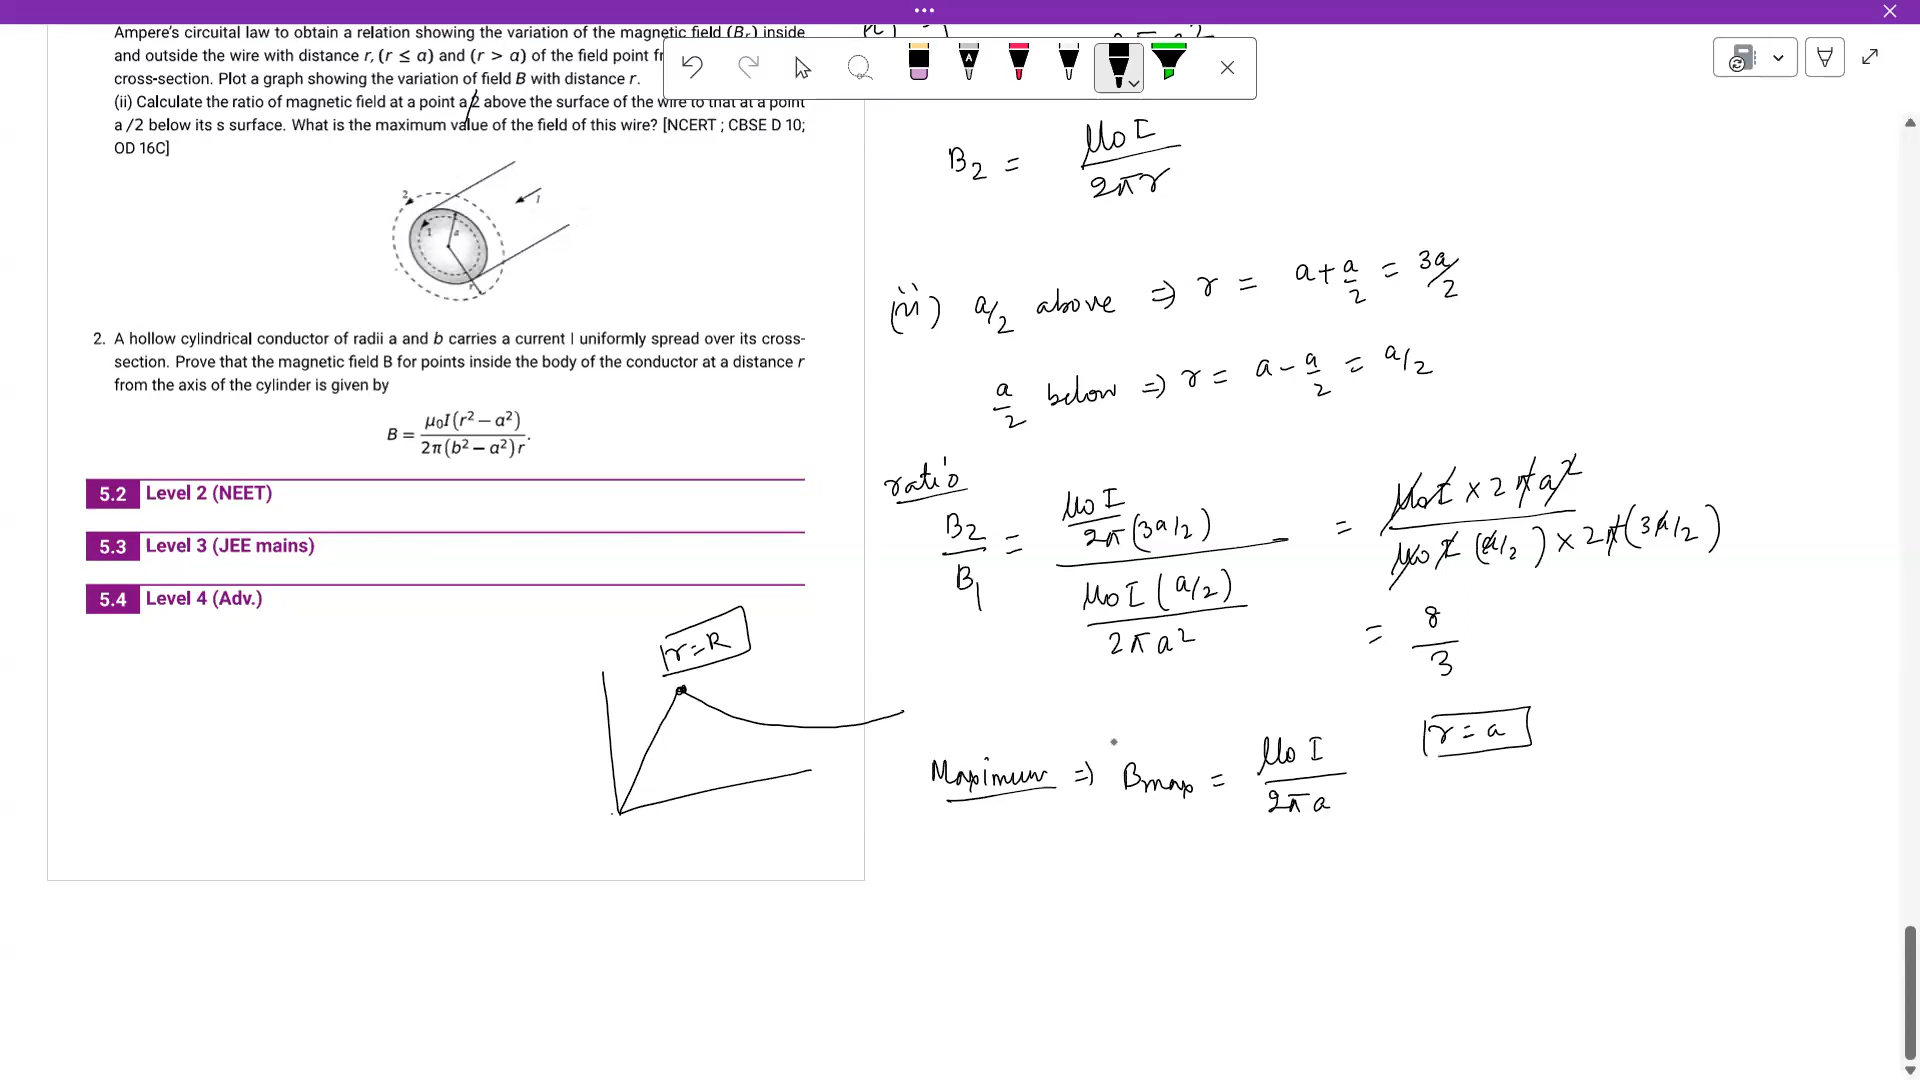 Ampere's circuital law to obtain a relation showing the variation of the magnetic field (Bᵣ) inside
and outside the wire with distance r, (r ≤ a) and (r > a) of the field point f
cross-section. Plot a graph showing the variation of field B with distance r.
(ii) Calculate the ratio of magnetic field at a point a/2 above the surface of the wire to that at a point
a /2 below its s surface. What is the maximum value of the field of this wire? [NCERT ; CBSE D 10;
OD 16C]
2
1
a
r
I
2. A hollow cylindrical conductor of radii a and b carries a current I uniformly spread over its cross-
section. Prove that the magnetic field B for points inside the body of the conductor at a distance r
from the axis of the cylinder is given by
B = μ₀I(r² − a²) / 2π(b² − a²)r.
5.2 Level 2 (NEET)
5.3 Level 3 (JEE mains)
5.4 Level 4 (Adv.)
r=R
B₂ = μ₀I / 2πr
(ii) a/2 above ⇒ r = a + a/2 = 3a/2
a/2 below ⇒ r = a − a/2 = a/2
ratio
B₂/B₁ = μ₀I / 2π(3a/2) / μ₀I(a/2) / 2πa² = μ₀I × 2πa² / μ₀I(a/2) × 2π(3a/2)
= 8/3
Maximum ⇒ Bmax = μ₀I / 2πa r = a